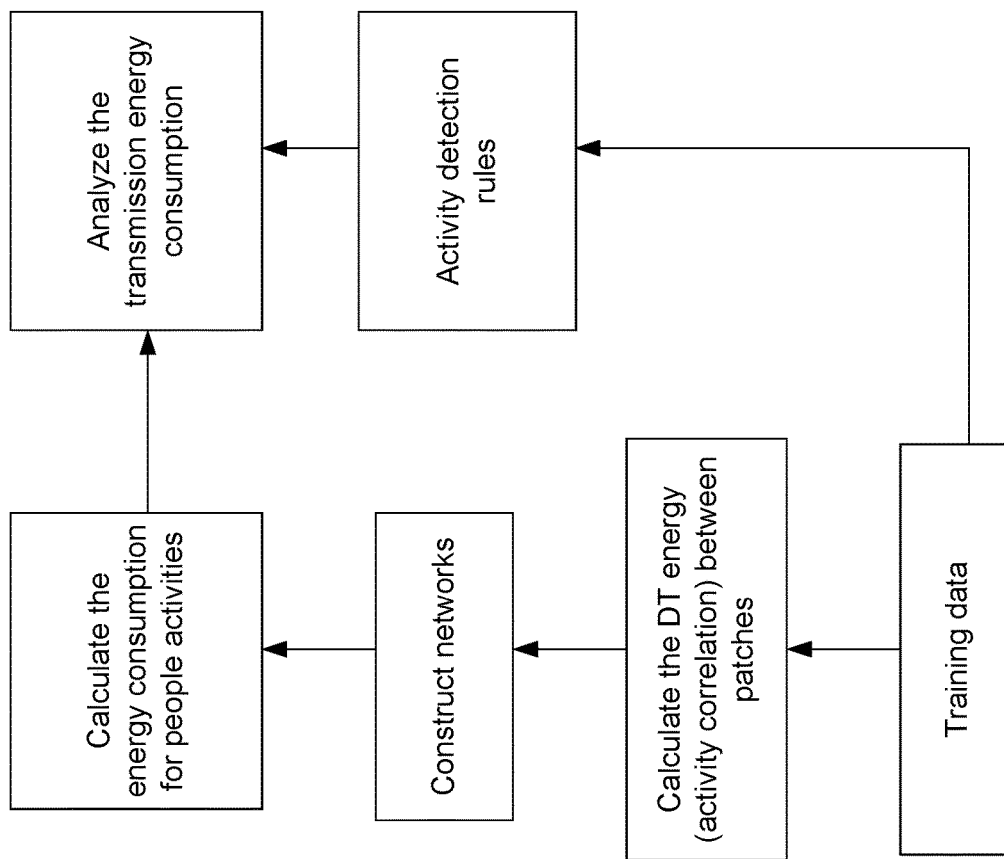 Calculate the
energy consumption
for people activities
Analyze the
transmission energy
consumption
Construct networks
Activity detection
rules
Calculate the DT energy
(activity correlation) between
patches
Training data